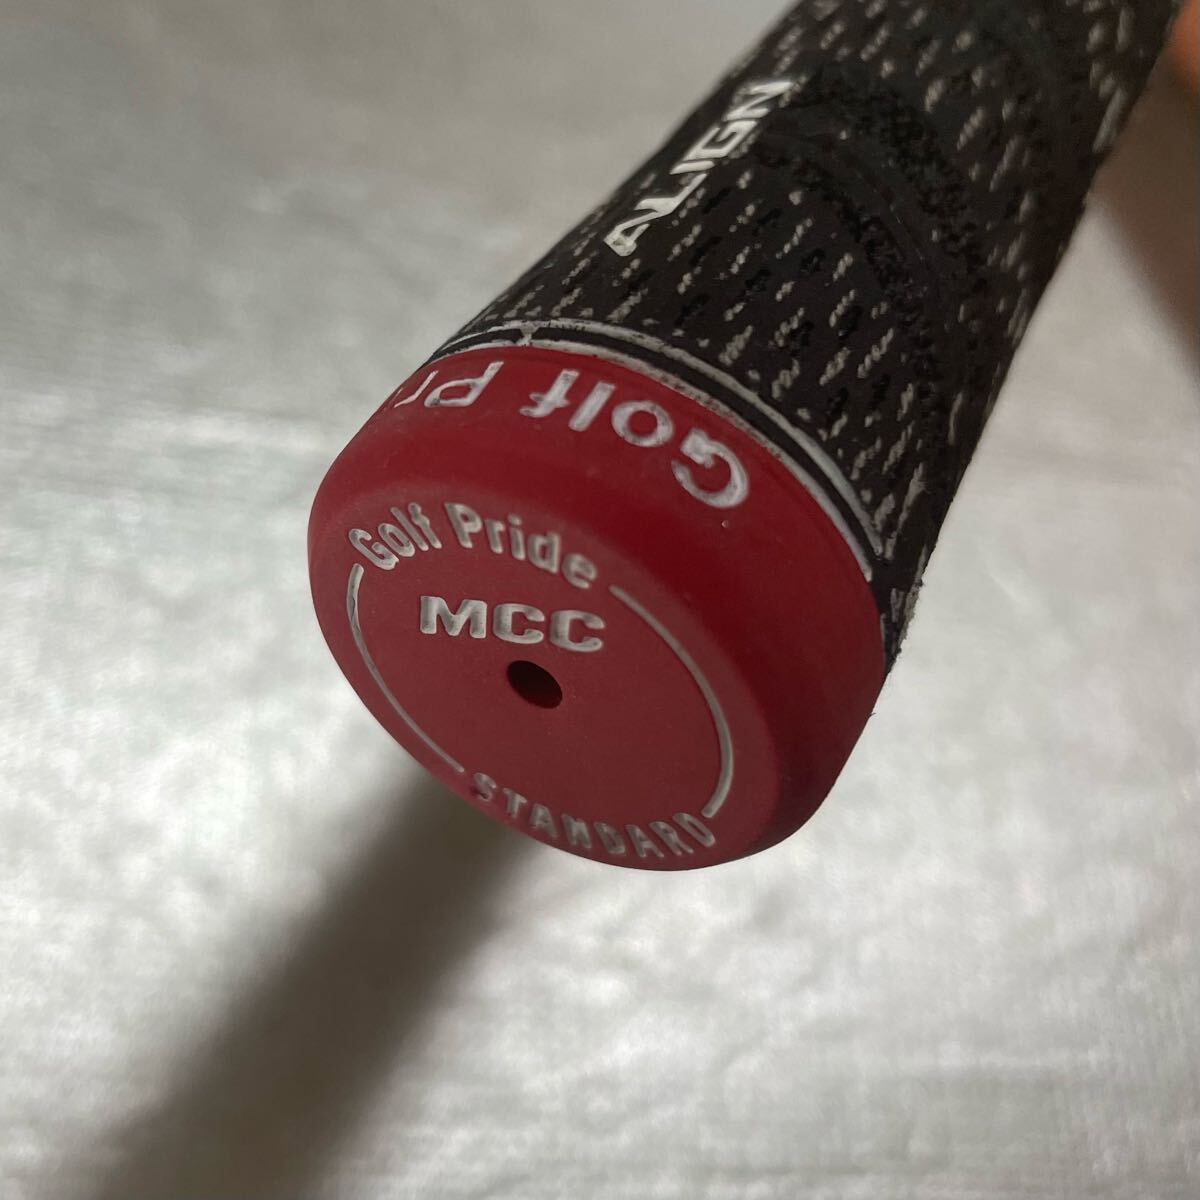 ALIGN
Golf Pr
Golf Pride
MCC
STANDARD